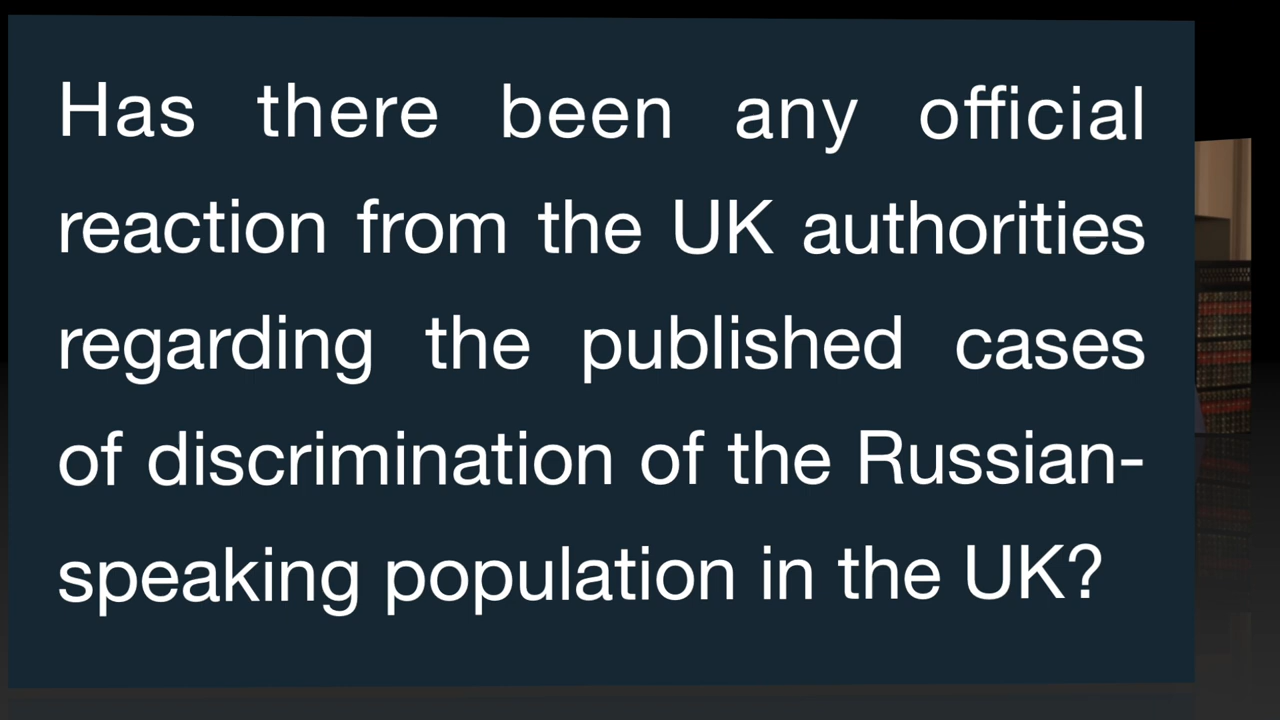 Has there been any official
reaction from the UK authorities
regarding the published cases
of discrimination of the Russian-
speaking population in the UK?